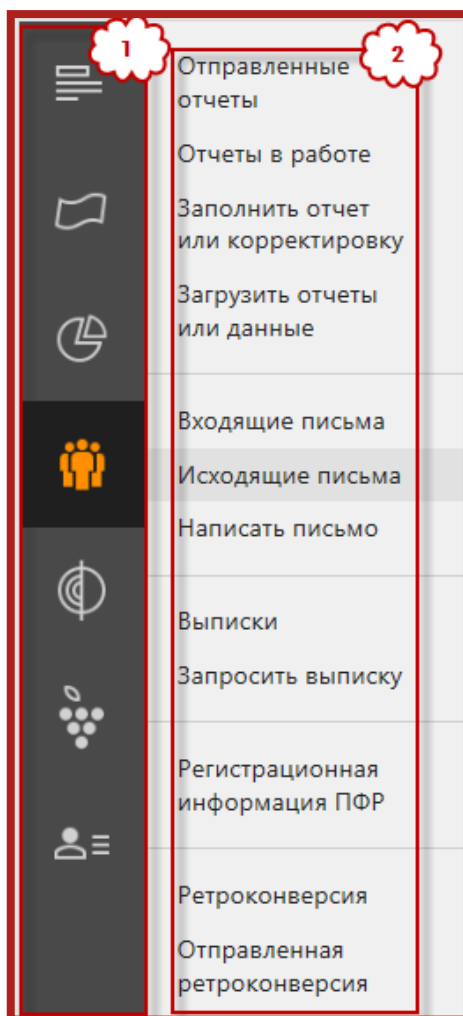 1
2
Отправленные
отчеты
Отчеты в работе
Заполнить отчет
или корректировку
Загрузить отчеты
или данные
Входящие письма
Исходящие письма
Написать письмо
Выписки
Запросить выписку
Регистрационная
информация ПФР
Ретроконверсия
Отправленная
ретроконверсия